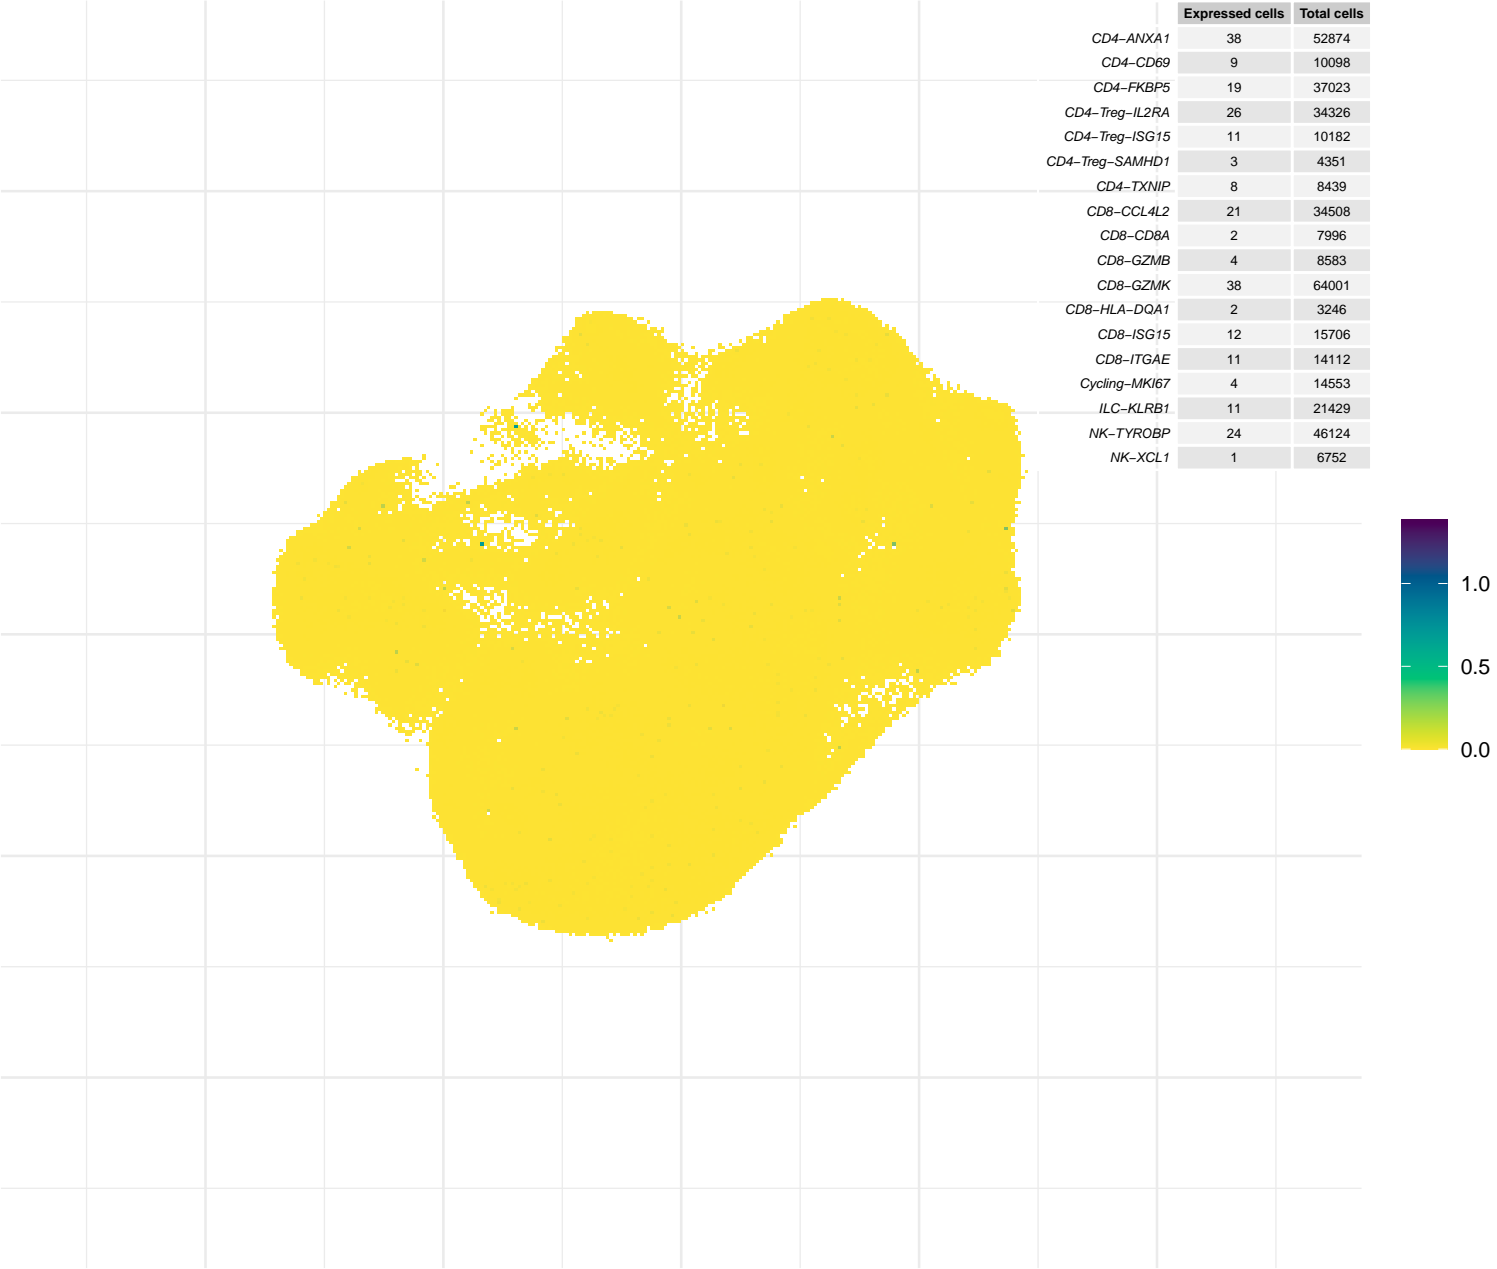 Expressed cells Total cells
CD4−ANXA1 38 52874
CD4−CD69 9 10098
CD4−FKBP5 19 37023
CD4−Treg−IL2RA 26 34326
CD4−Treg−ISG15 11 10182
CD4−Treg−SAMHD1 3 4351
CD4−TXNIP 8 8439
CD8−CCL4L2 21 34508
CD8−CD8A 2 7996
CD8−GZMB 4 8583
CD8−GZMK 38 64001
CD8−HLA−DQA1 2 3246
CD8−ISG15 12 15706
CD8−ITGAE 11 14112
Cycling−MKI67 4 14553
ILC−KLRB1 11 21429
NK−TYROBP 24 46124
NK−XCL1 1 6752
1.0
0.5
0.0